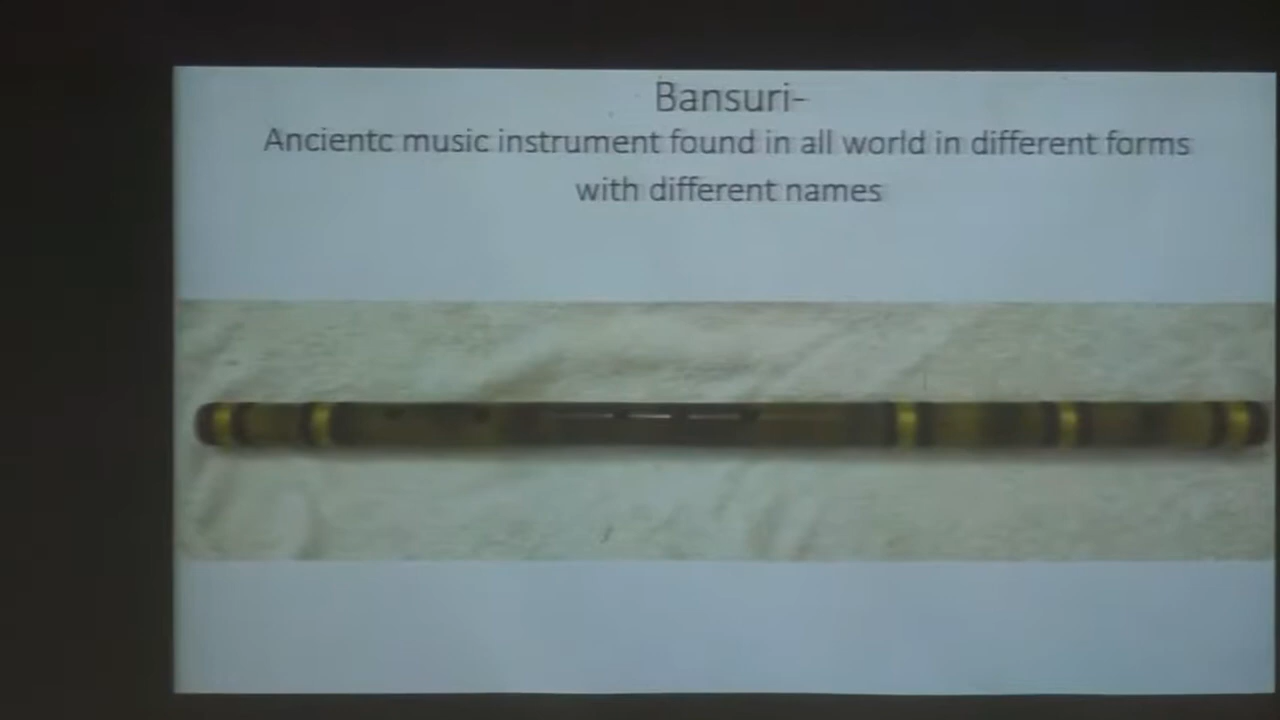 Bansuri-
Ancientc music instrument found in all world in different forms
with different names